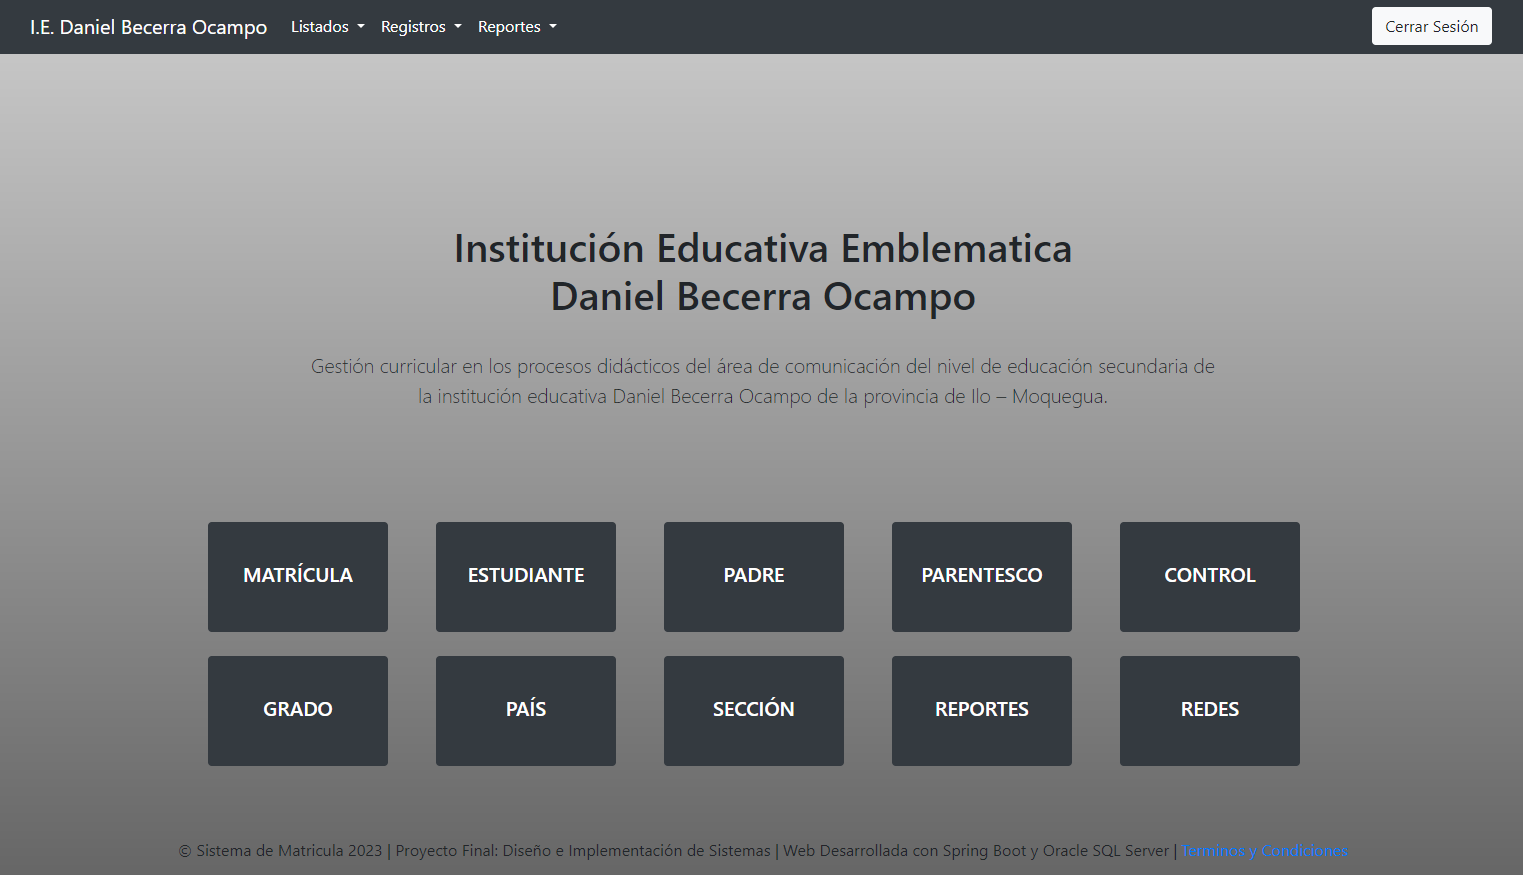 I.E. Daniel Becerra Ocampo Listados Registros Reportes Cerrar Sesión
Institución Educativa Emblematica
Daniel Becerra Ocampo
Gestión curricular en los procesos didácticos del área de comunicación del nivel de educación secundaria de
la institución educativa Daniel Becerra Ocampo de la provincia de Ilo – Moquegua.
MATRÍCULA ESTUDIANTE PADRE PARENTESCO CONTROL
GRADO PAÍS SECCIÓN REPORTES REDES
© Sistema de Matricula 2023 | Proyecto Final: Diseño e Implementación de Sistemas | Web Desarrollada con Spring Boot y Oracle SQL Server | Terminos y Condiciones